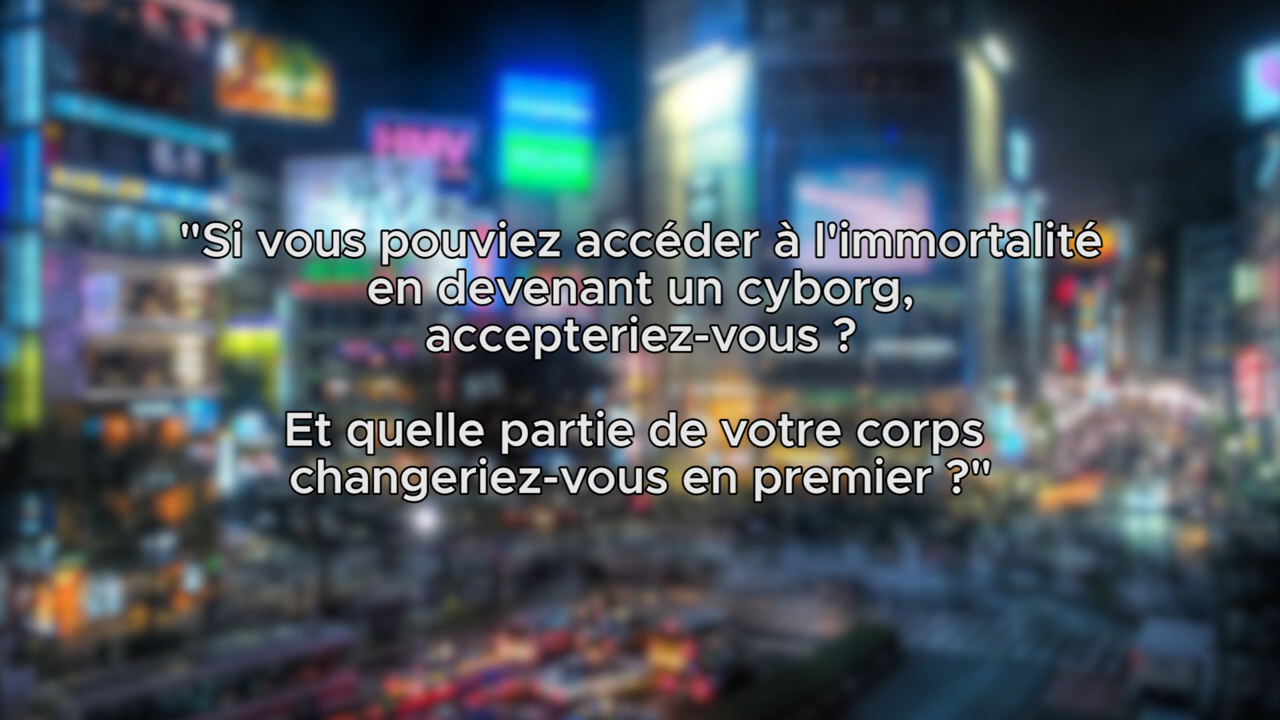 HMV
"Si vous pouviez accéder à l'immortalité
en devenant un cyborg,
accepteriez-vous ?
Et quelle partie de votre corps
changeriez-vous en premier ?"